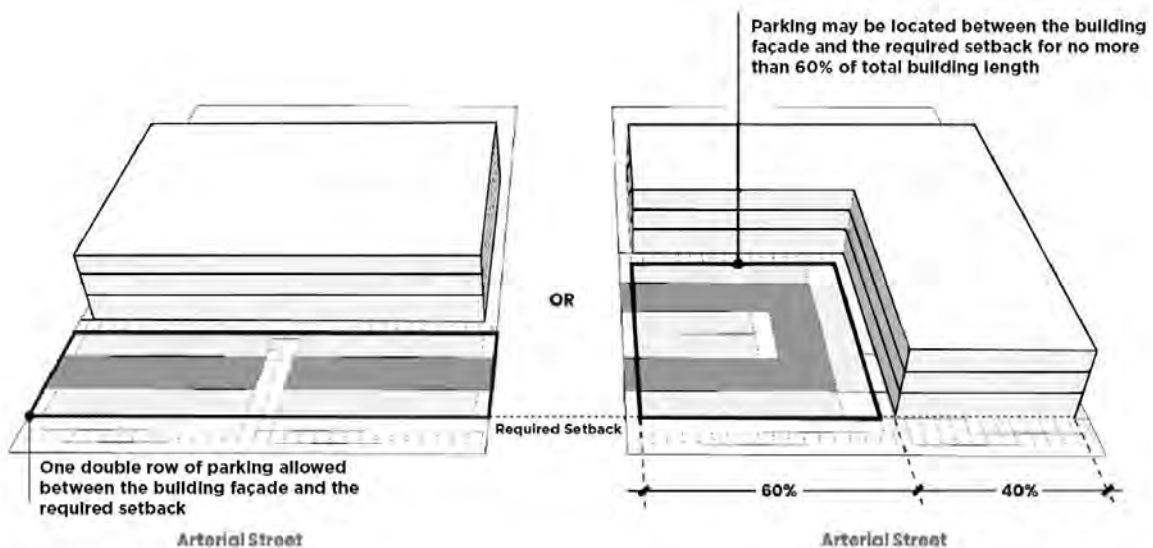 Parking may be located between the building
façade and the required setback for no more
than 60% of total building length
OR
Required Setback
One double row of parking allowed
between the building façade and the
required setback
60%
40%
Arterial Street
Arterial Street